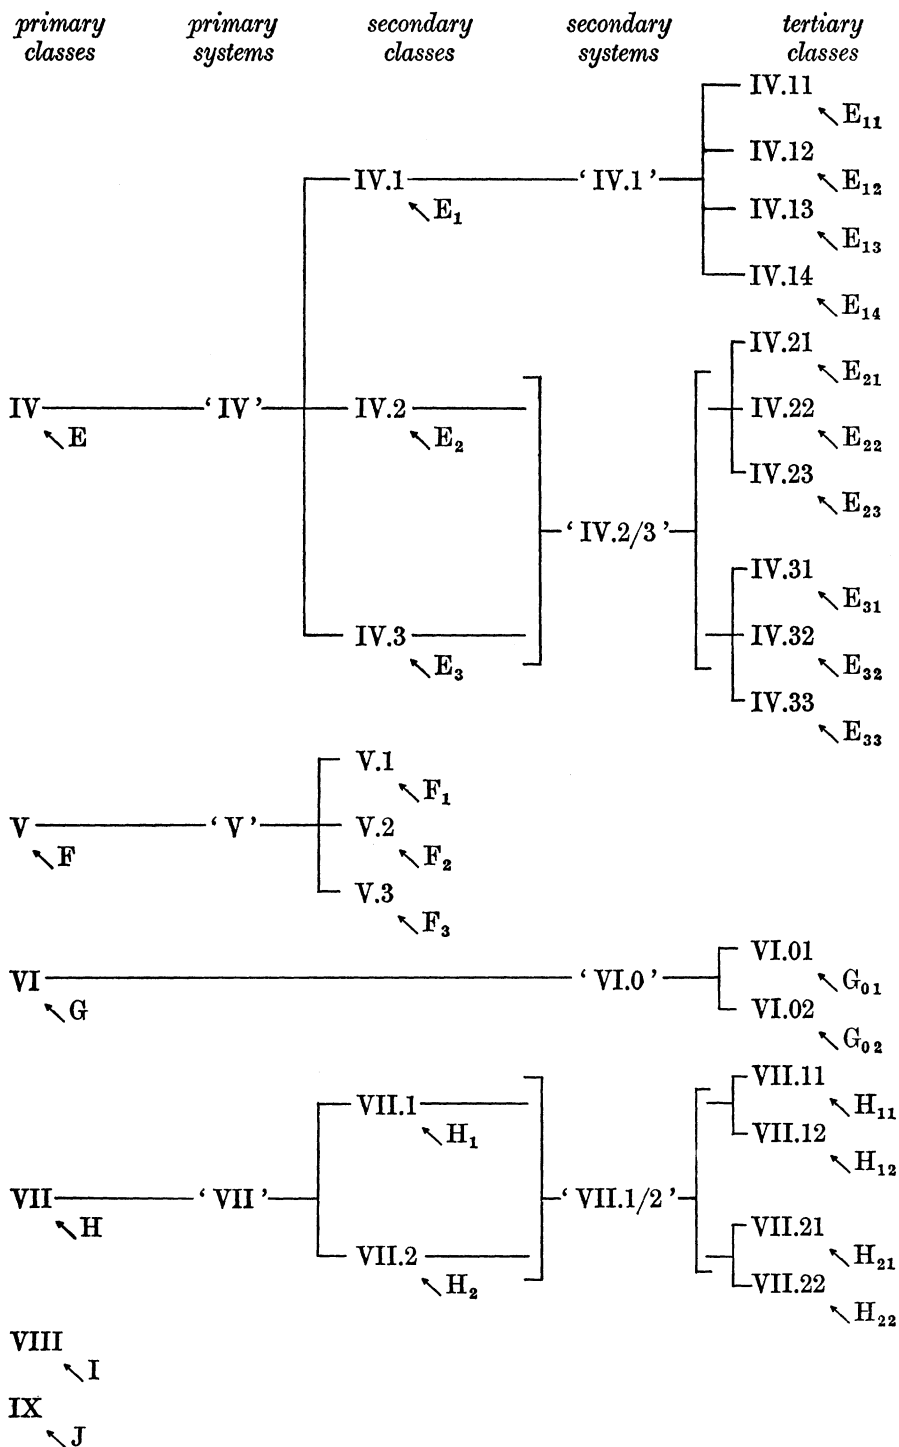 primary classes primary systems secondary classes secondary systems tertiary classes
IV.11
↖E₁₁
IV.12
IV.1 ‘ IV.1 ’
↖E₁₂
↖E₁
IV.13
↖E₁₃
IV.14
↖E₁₄
IV.21
↖E₂₁
IV ‘ IV ’ IV.2 IV.22
↖E ↖E₂ ↖E₂₂
IV.23
↖E₂₃
‘ IV.2/3 ’
IV.31
↖E₃₁
IV.3 IV.32
↖E₃ ↖E₃₂
IV.33
↖E₃₃
V.1
↖F₁
V ‘ V ’ V.2
↖F ↖F₂
V.3
↖F₃
VI.01
VI ‘ VI.0 ’ ↖G₀₁
↖G VI.02
↖G₀₂
VII.11
VII.1 ↖H₁₁
↖H₁ VII.12
↖H₁₂
VII ‘ VII ’ ‘ VII.1/2 ’
↖H VII.21
VII.2 ↖H₂₁
↖H₂ VII.22
↖H₂₂
VIII
↖I
IX
↖J